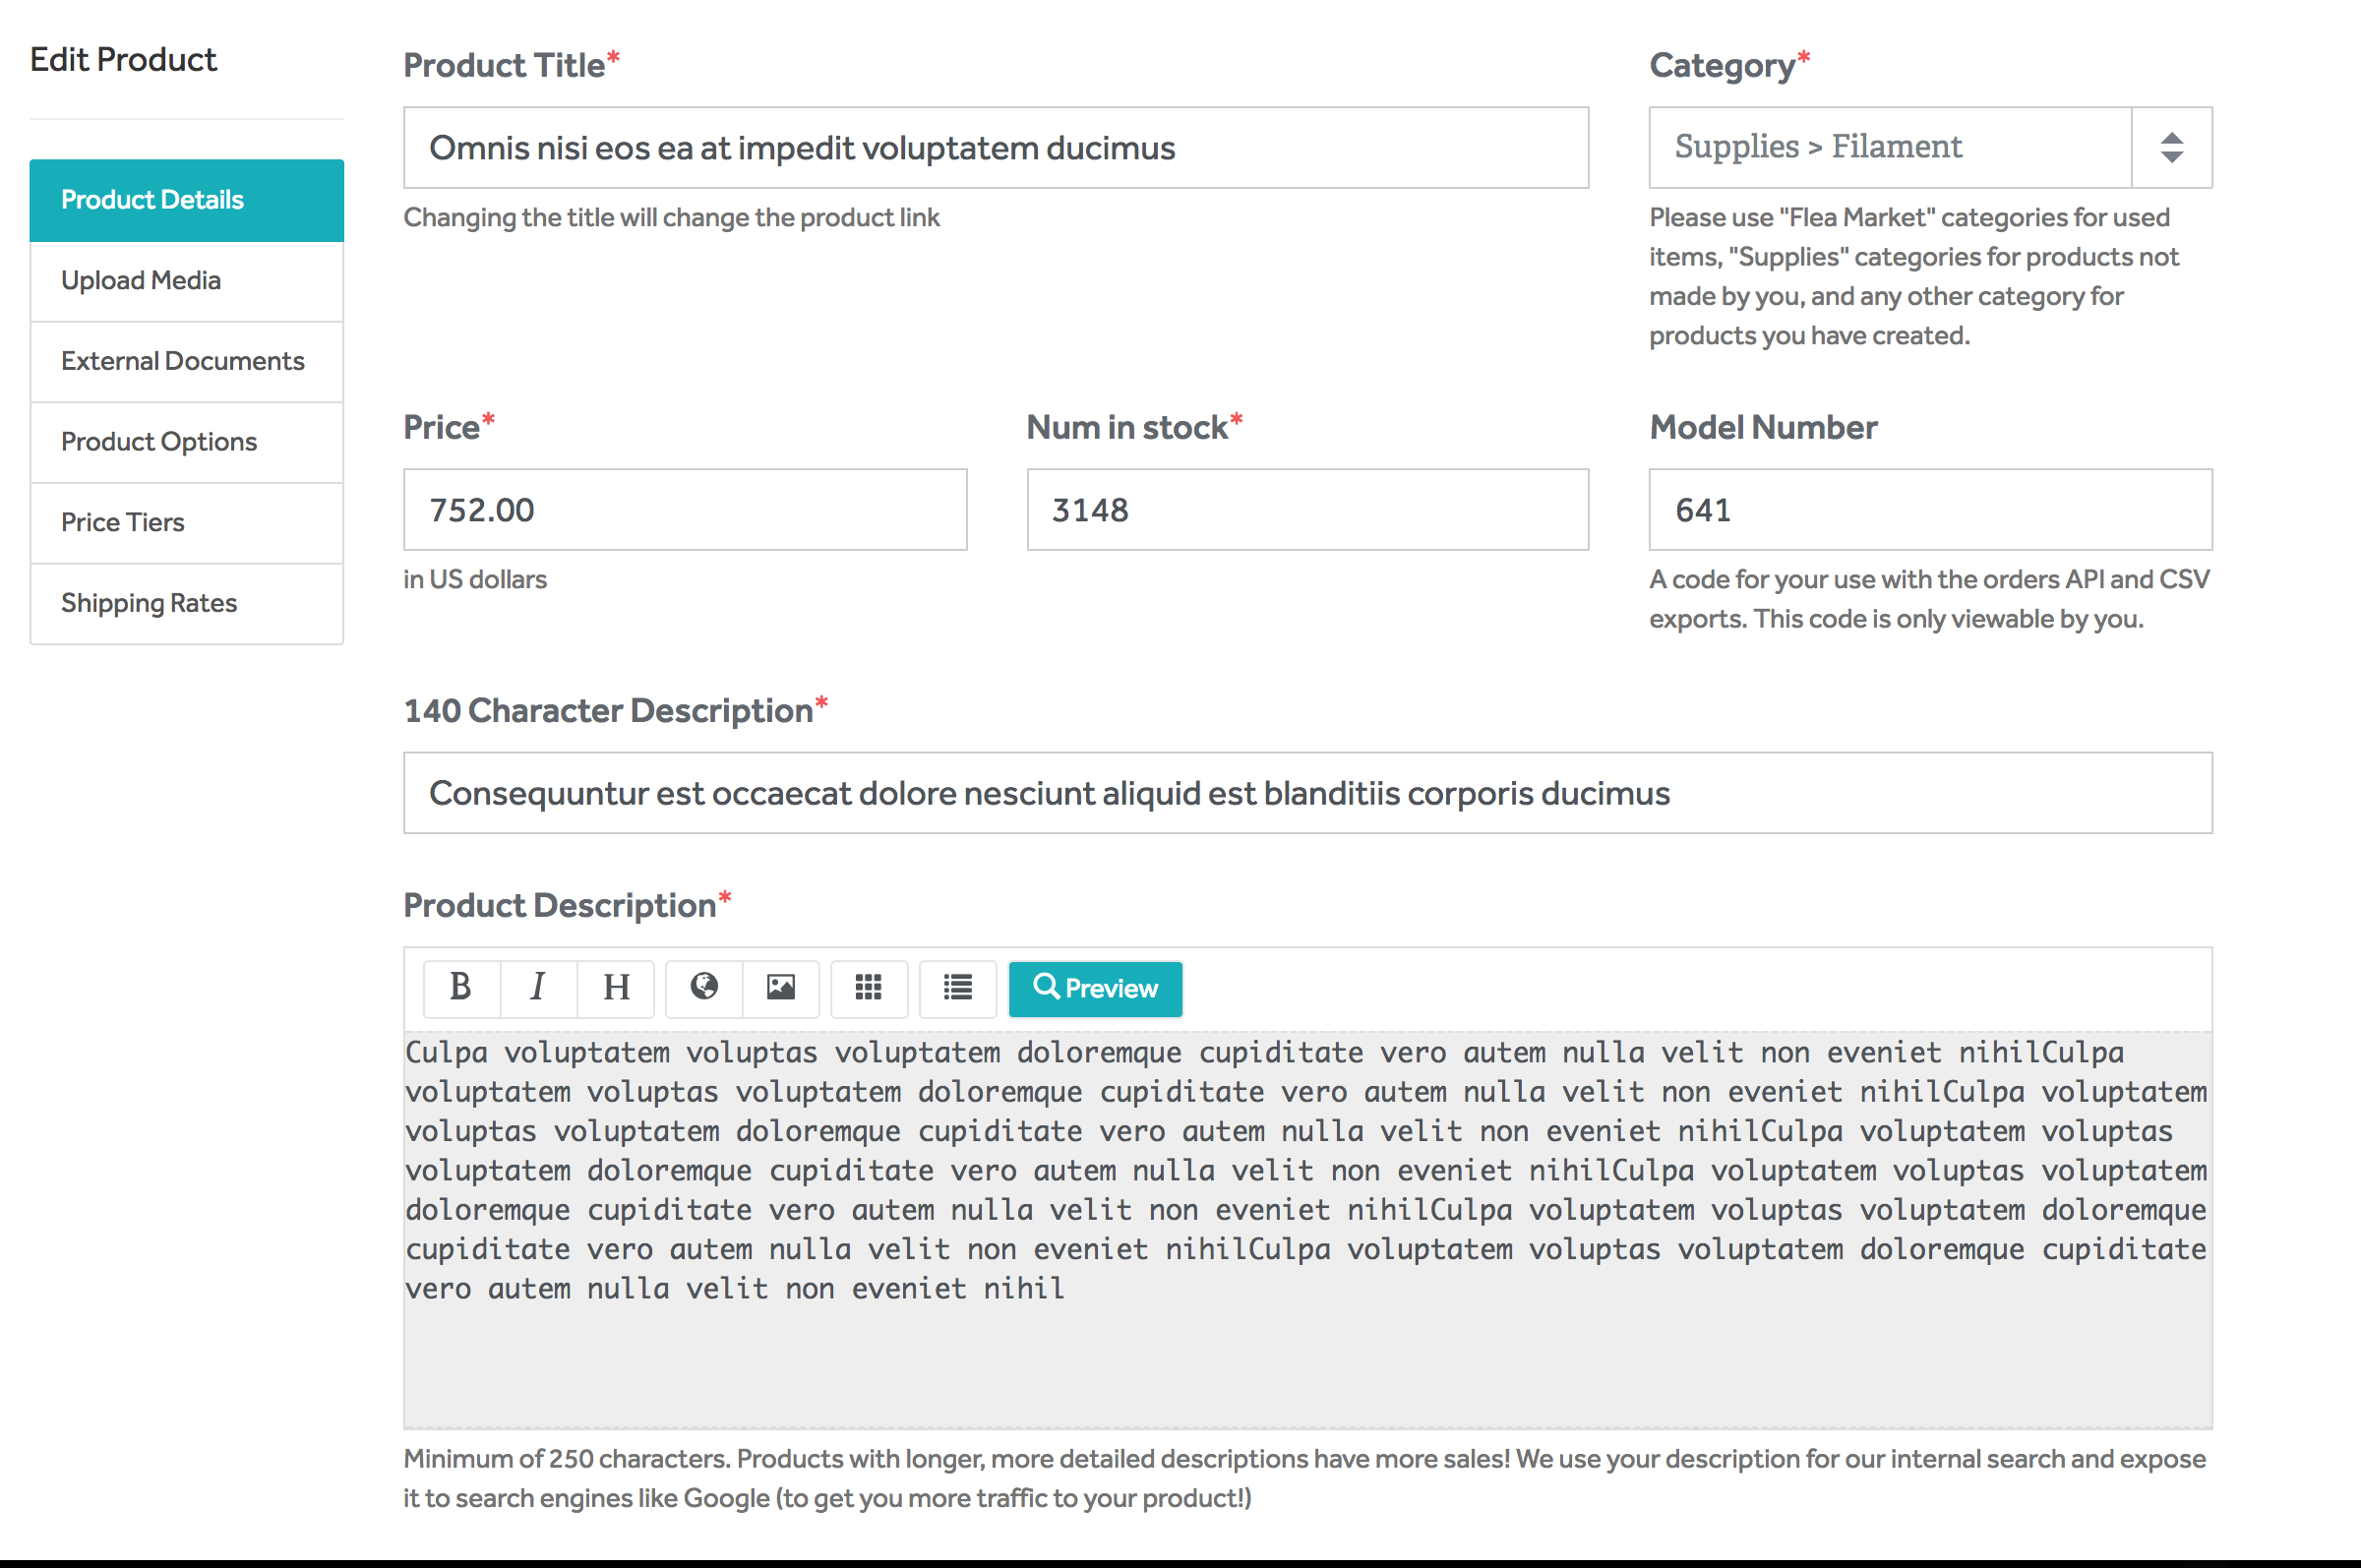 Edit Product
Product Details
Upload Media
External Documents
Product Options
Price Tiers
Shipping Rates
Product Title*
Omnis nisi eos ea at impedit voluptatem ducimus
Changing the title will change the product link
Category*
Supplies > Filament
Please use "Flea Market" categories for used
items, "Supplies" categories for products not
made by you, and any other category for
products you have created.
Price*
752.00
in US dollars
Num in stock*
3148
Model Number
641
A code for your use with the orders API and CSV
exports. This code is only viewable by you.
140 Character Description*
Consequuntur est occaecat dolore nesciunt aliquid est blanditiis corporis ducimus
Product Description*
B I H Preview
Culpa voluptatem voluptas voluptatem doloremque cupiditate vero autem nulla velit non eveniet nihilCulpa
voluptatem voluptas voluptatem doloremque cupiditate vero autem nulla velit non eveniet nihilCulpa voluptatem
voluptas voluptatem doloremque cupiditate vero autem nulla velit non eveniet nihilCulpa voluptatem voluptas
voluptatem doloremque cupiditate vero autem nulla velit non eveniet nihilCulpa voluptatem voluptas voluptatem
doloremque cupiditate vero autem nulla velit non eveniet nihilCulpa voluptatem voluptas voluptatem doloremque
cupiditate vero autem nulla velit non eveniet nihilCulpa voluptatem voluptas voluptatem doloremque cupiditate
vero autem nulla velit non eveniet nihil
Minimum of 250 characters. Products with longer, more detailed descriptions have more sales! We use your description for our internal search and expose
it to search engines like Google (to get you more traffic to your product!)